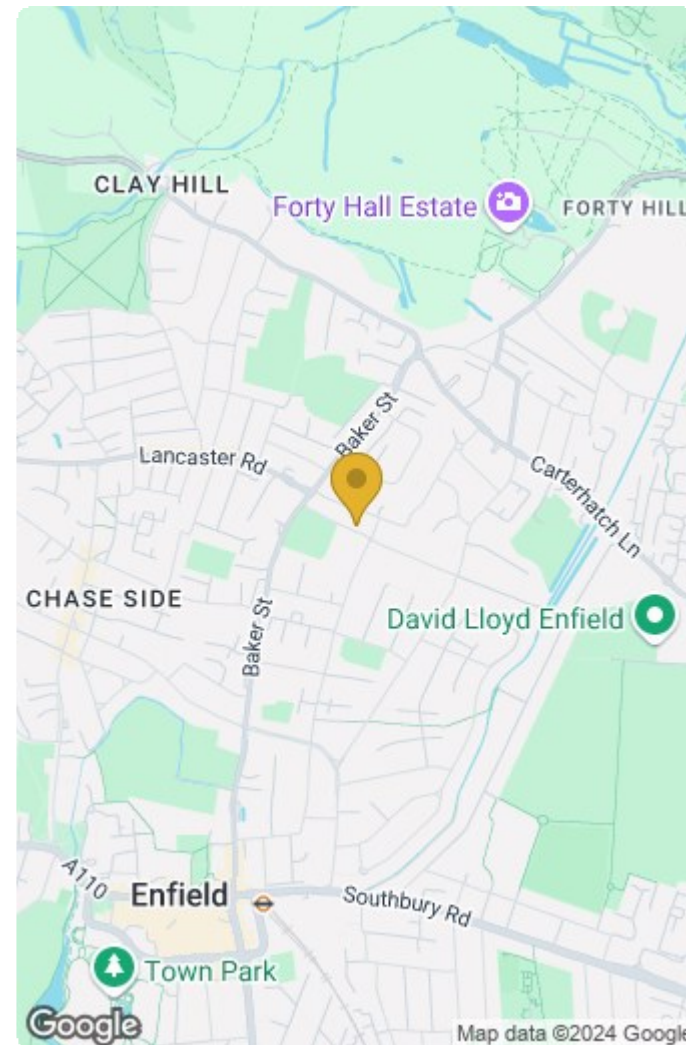 CLAY HILL
Forty Hall Estate
FORTY HILL
Baker St
Lancaster Rd
Carterhatch Ln
CHASE SIDE
David Lloyd Enfield
Baker St
A110
Enfield
Southbury Rd
Town Park
Google
Map data ©2024 Google